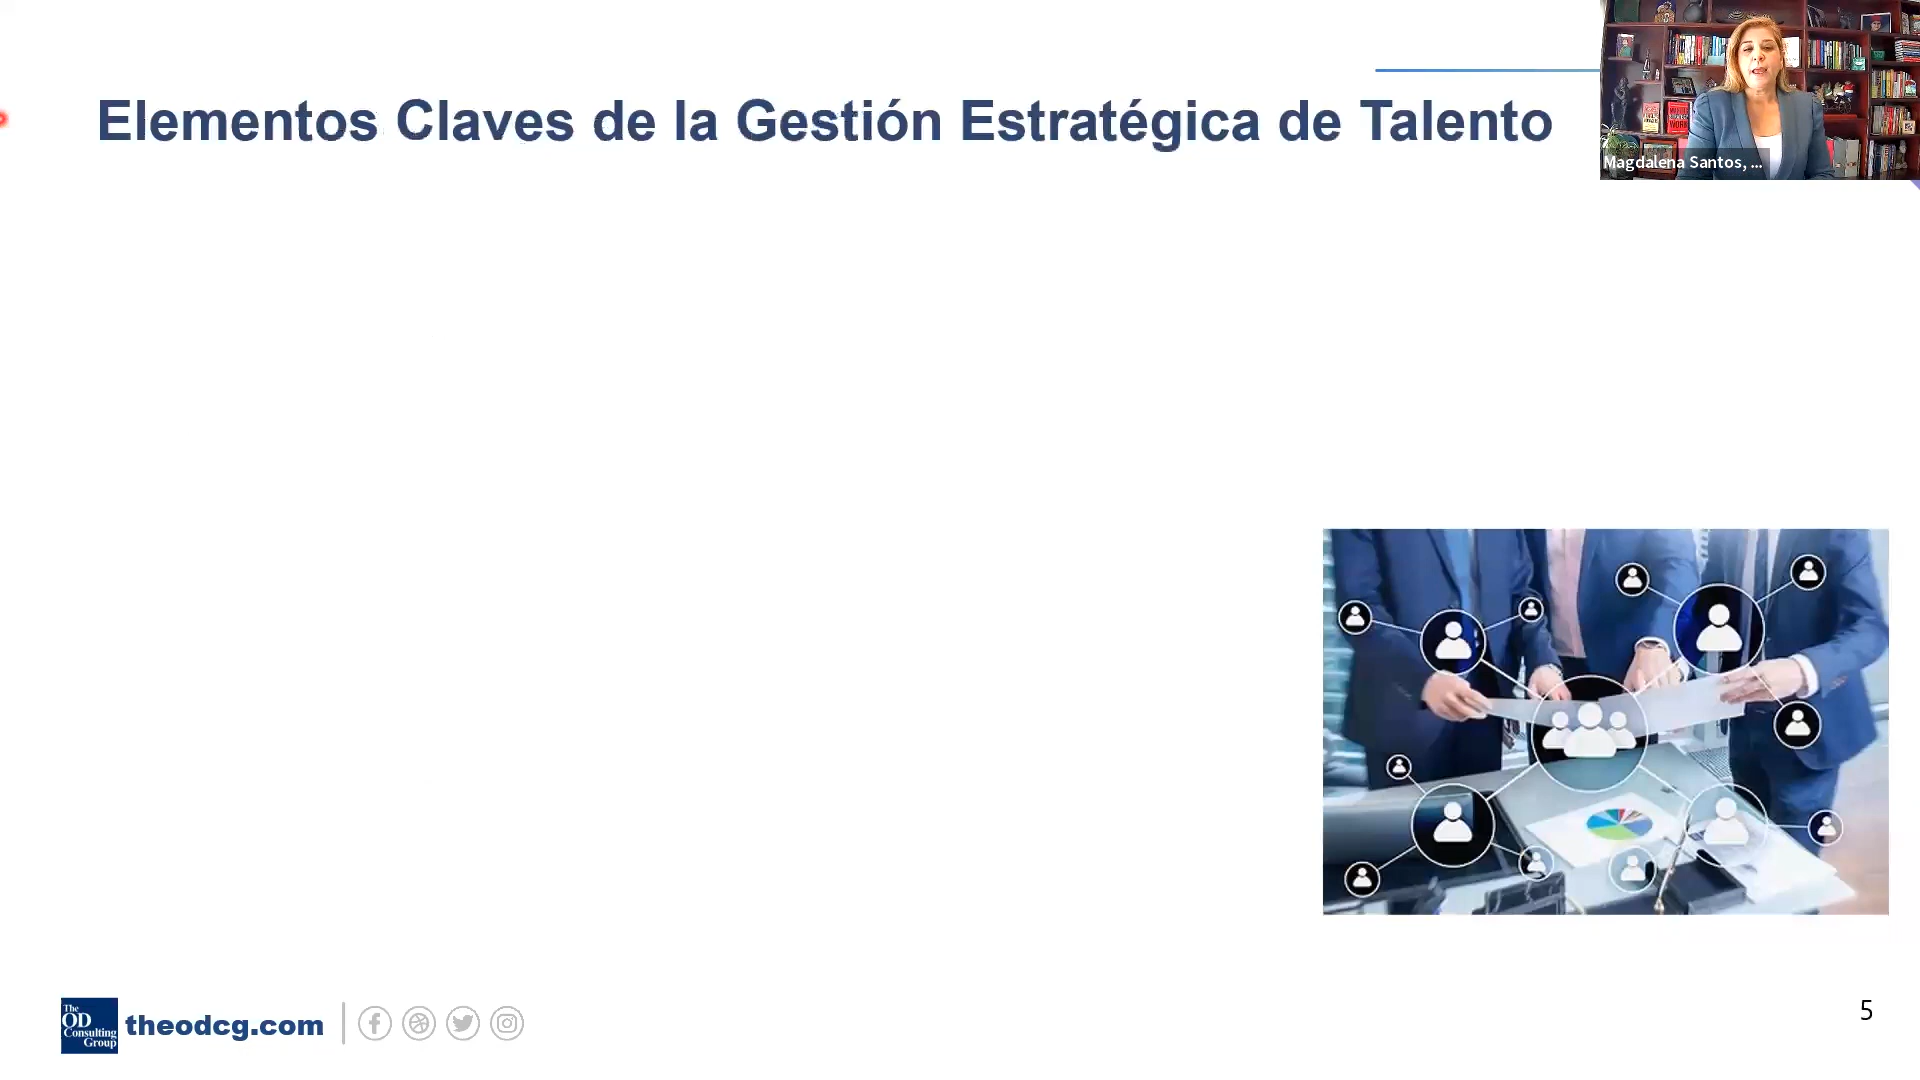 Elementos Claves de la Gestión Estratégica de Talento
Magdalena Santos, ...
The
OD
Consulting
Group
theodcg.com
5